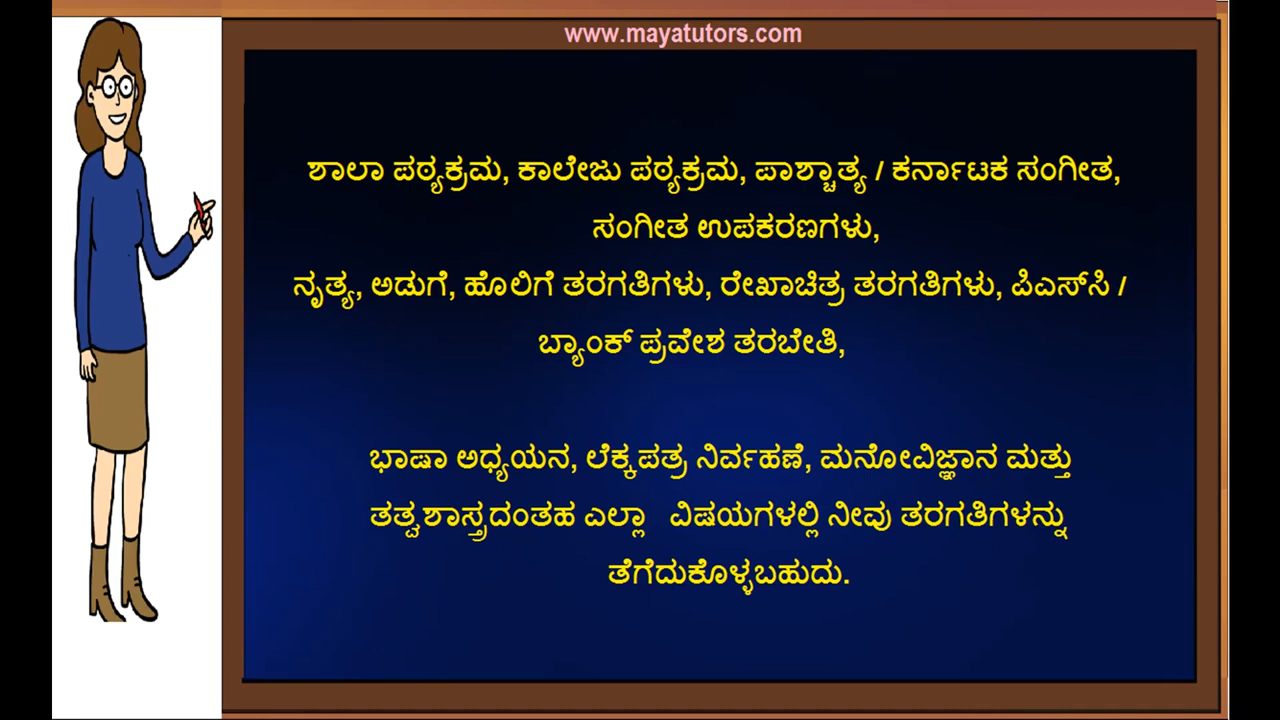 www.mayatutors.com
ಶಾಲಾ ಪಠ್ಯಕ್ರಮ, ಕಾಲೇಜು ಪಠ್ಯಕ್ರಮ, ಪಾಶ್ಚಾತ್ಯ / ಕರ್ನಾಟಕ ಸಂಗೀತ,
ಸಂಗೀತ ಉಪಕರಣಗಳು,
ನೃತ್ಯ, ಅಡುಗೆ, ಹೊಲಿಗೆ ತರಗತಿಗಳು, ರೇಖಾಚಿತ್ರ ತರಗತಿಗಳು, ಪಿಎಸ್‌ಸಿ /
ಬ್ಯಾಂಕ್ ಪ್ರವೇಶ ತರಬೇತಿ,
ಭಾಷಾ ಅಧ್ಯಯನ, ಲೆಕ್ಕಪತ್ರ ನಿರ್ವಹಣೆ, ಮನೋವಿಜ್ಞಾನ ಮತ್ತು
ತತ್ವಶಾಸ್ತ್ರದಂತಹ ಎಲ್ಲಾ ವಿಷಯಗಳಲ್ಲಿ ನೀವು ತರಗತಿಗಳನ್ನು
ತೆಗೆದುಕೊಳ್ಳಬಹುದು.